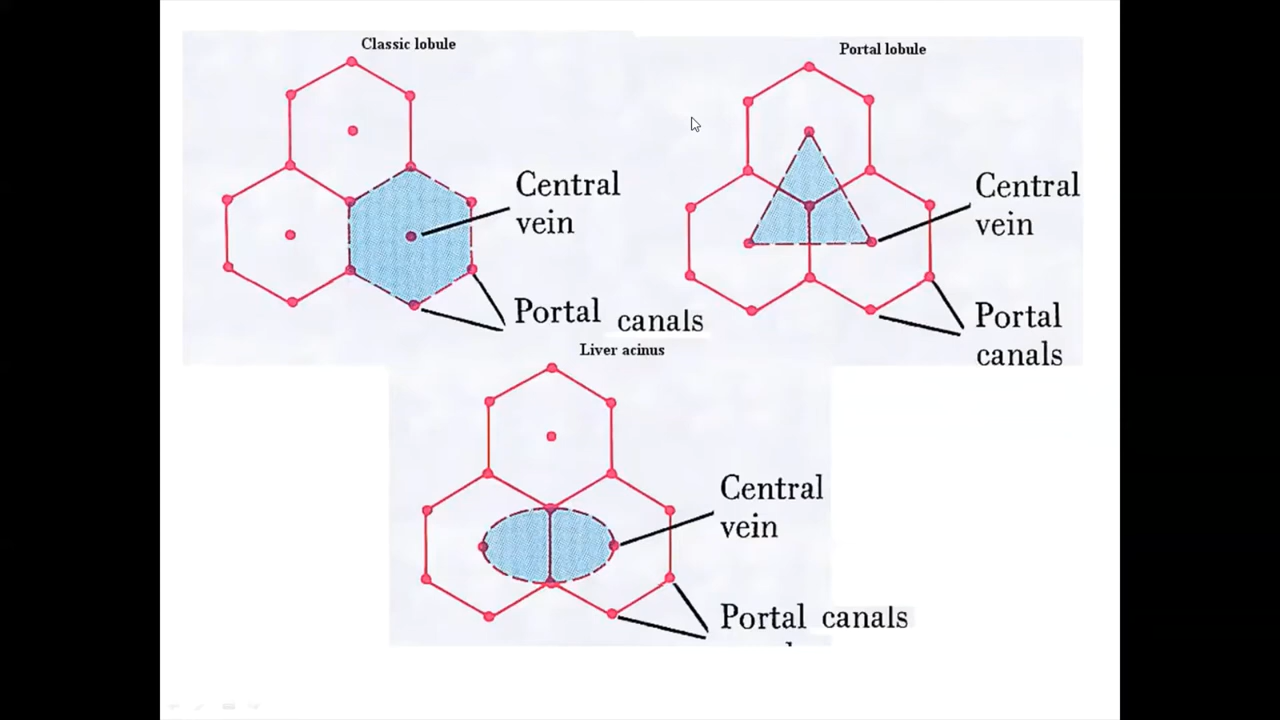 Classic lobule
Central
vein
Portal canals
Portal lobule
Central
vein
Portal
canals
Liver acinus
Central
vein
Portal canals